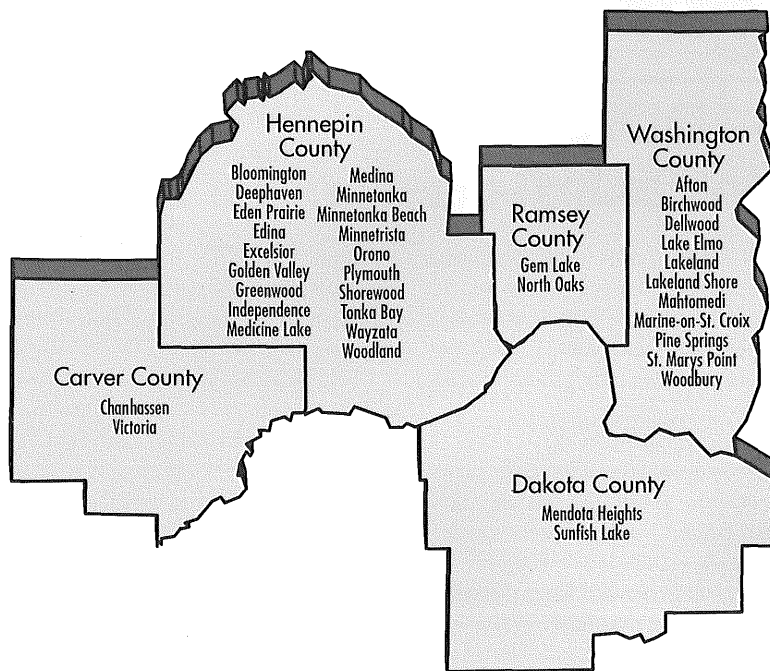 Hennepin
County
Bloomington
Deephaven
Eden Prairie
Edina
Excelsior
Golden Valley
Greenwood
Independence
Medicine Lake
Medina
Minnetonka
Minnetonka Beach
Minnetrista
Orono
Plymouth
Shorewood
Tonka Bay
Wayzata
Woodland
Ramsey
County
Gem Lake
North Oaks
Washington
County
Afton
Birchwood
Dellwood
Lake Elmo
Lakeland
Lakeland Shore
Mahtomedi
Marine-on-St. Croix
Pine Springs
St. Marys Point
Woodbury
Carver County
Chanhassen
Victoria
Dakota County
Mendota Heights
Sunfish Lake